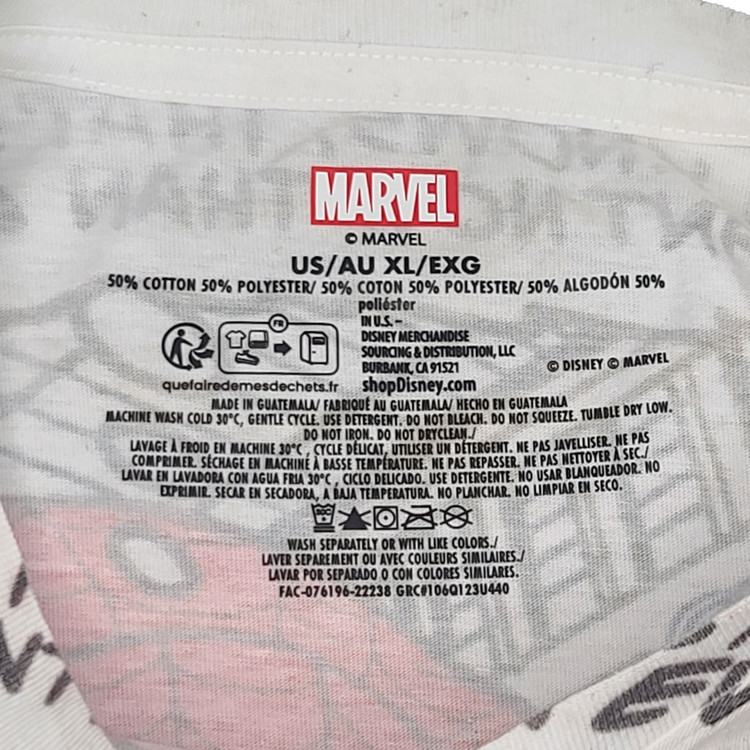 MARVEL
© MARVEL
US/AU XL/EXG
50% COTTON 50% POLYESTER/ 50% COTON 50% POLYESTER/ 50% ALGODÓN 50%
poliéster
FR
quefairedemesdechets.fr
IN U.S. –
DISNEY MERCHANDISE
SOURCING & DISTRIBUTION, LLC
BURBANK, CA 91521
shopDisney.com
© DISNEY © MARVEL
MADE IN GUATEMALA/ FABRIQUÉ AU GUATEMALA/ HECHO EN GUATEMALA
MACHINE WASH COLD 30°C, GENTLE CYCLE. USE DETERGENT. DO NOT BLEACH. DO NOT SQUEEZE. TUMBLE DRY LOW.
DO NOT IRON. DO NOT DRYCLEAN./
LAVAGE À FROID EN MACHINE 30°C , CYCLE DÉLICAT, UTILISER UN DÉTERGENT. NE PAS JAVELLISER. NE PAS
COMPRIMER. SÉCHAGE EN MACHINE À BASSE TEMPÉRATURE. NE PAS REPASSER. NE PAS NETTOYER À SEC./
LAVAR EN LAVADORA CON AGUA FRIA 30°C , CICLO DELICADO. USE DETERGENTE. NO USAR BLANQUEADOR. NO
EXPRIMIR. SECAR EN SECADORA, A BAJA TEMPERATURA. NO PLANCHAR. NO LIMPIAR EN SECO.
WASH SEPARATELY OR WITH LIKE COLORS./
LAVER SEPAREMENT OU AVEC COULEURS SIMILAIRES./
LAVAR POR SEPARADO O CON COLORES SIMILARES.
FAC-076196-22238 GRC#106Q123U440